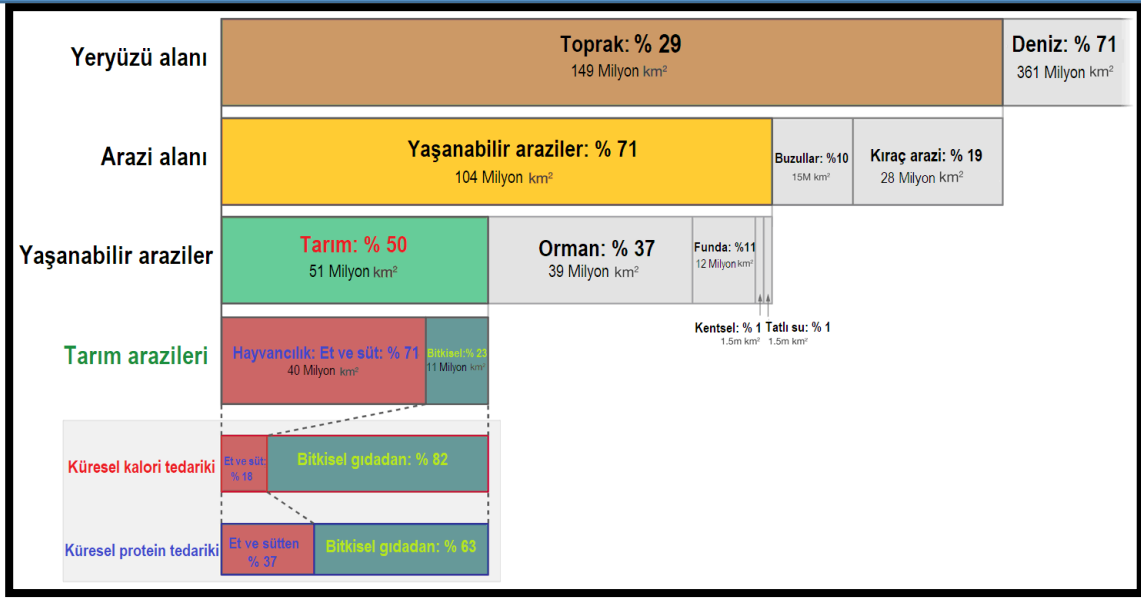 Yeryüzü alanı
Toprak: % 29
149 Milyon km²
Deniz: % 71
361 Milyon km²
Arazi alanı
Yaşanabilir araziler: % 71
104 Milyon km²
Buzullar: %10
15M km²
Kıraç arazi: % 19
28 Milyon km²
Yaşanabilir araziler
Tarım: % 50
51 Milyon km²
Orman: % 37
39 Milyon km²
Funda: %11
12 Milyon km²
Kentsel: % 1
1.5m km²
Tatlı su: % 1
1.5m km²
Tarım arazileri
Hayvancılık: Et ve süt: % 71
40 Milyon km²
Bitkisel:% 23
11 Milyon km²
Küresel kalori tedariki
Et ve süt:
% 18
Bitkisel gıdadan: % 82
Küresel protein tedariki
Et ve sütten
% 37
Bitkisel gıdadan: % 63